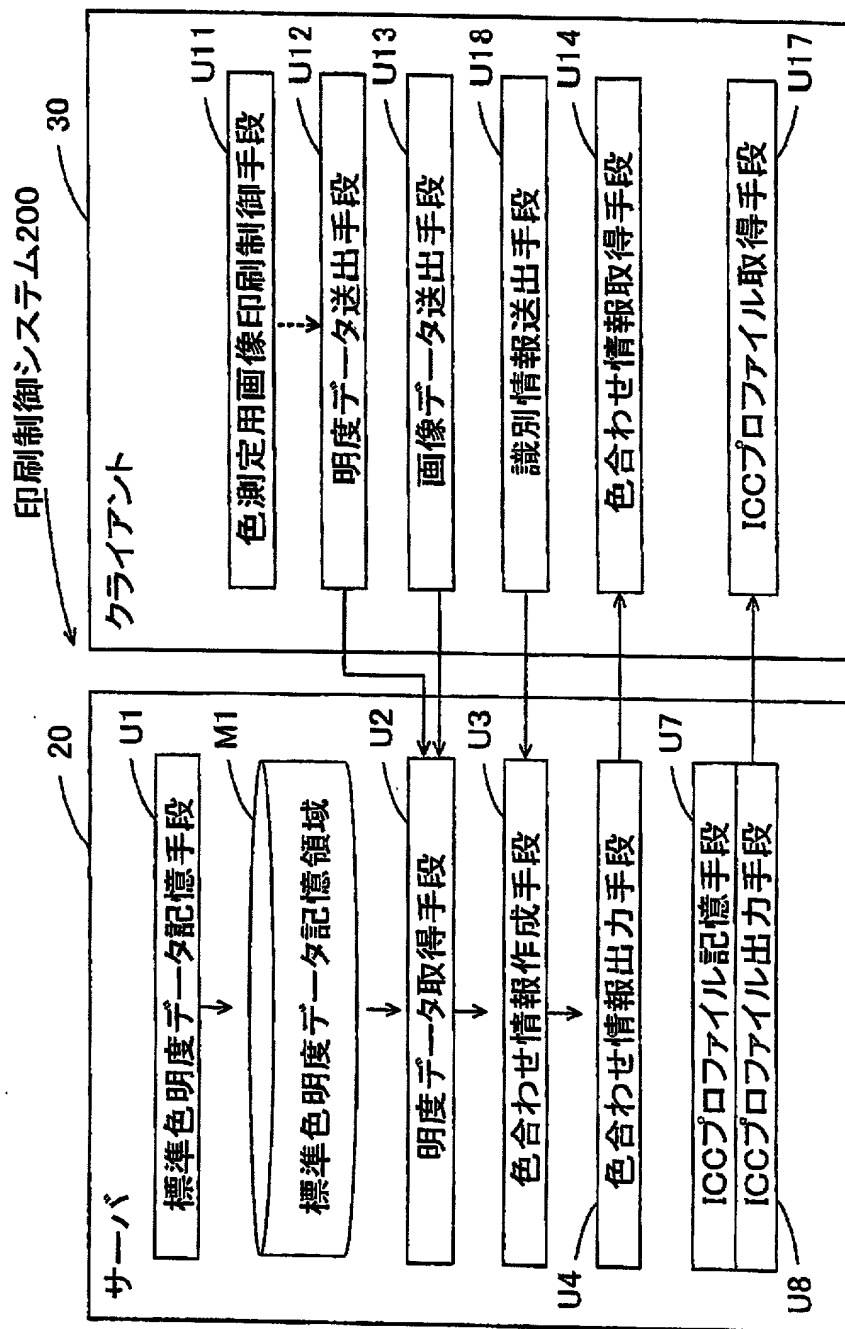 印刷制御システム200
20
サーバ
U1
標準色明度データ記憶手段
M1
標準色明度データ記憶領域
U2
明度データ取得手段
U3
色合わせ情報作成手段
色合わせ情報出力手段
U4
U7
ICCプロファイル記憶手段
ICCプロファイル出力手段
U8
30
クライアント
U11
色測定用画像印刷制御手段
U12
明度データ送出手段
U13
画像データ送出手段
U18
識別情報送出手段
U14
色合わせ情報取得手段
U17
ICCプロファイル取得手段